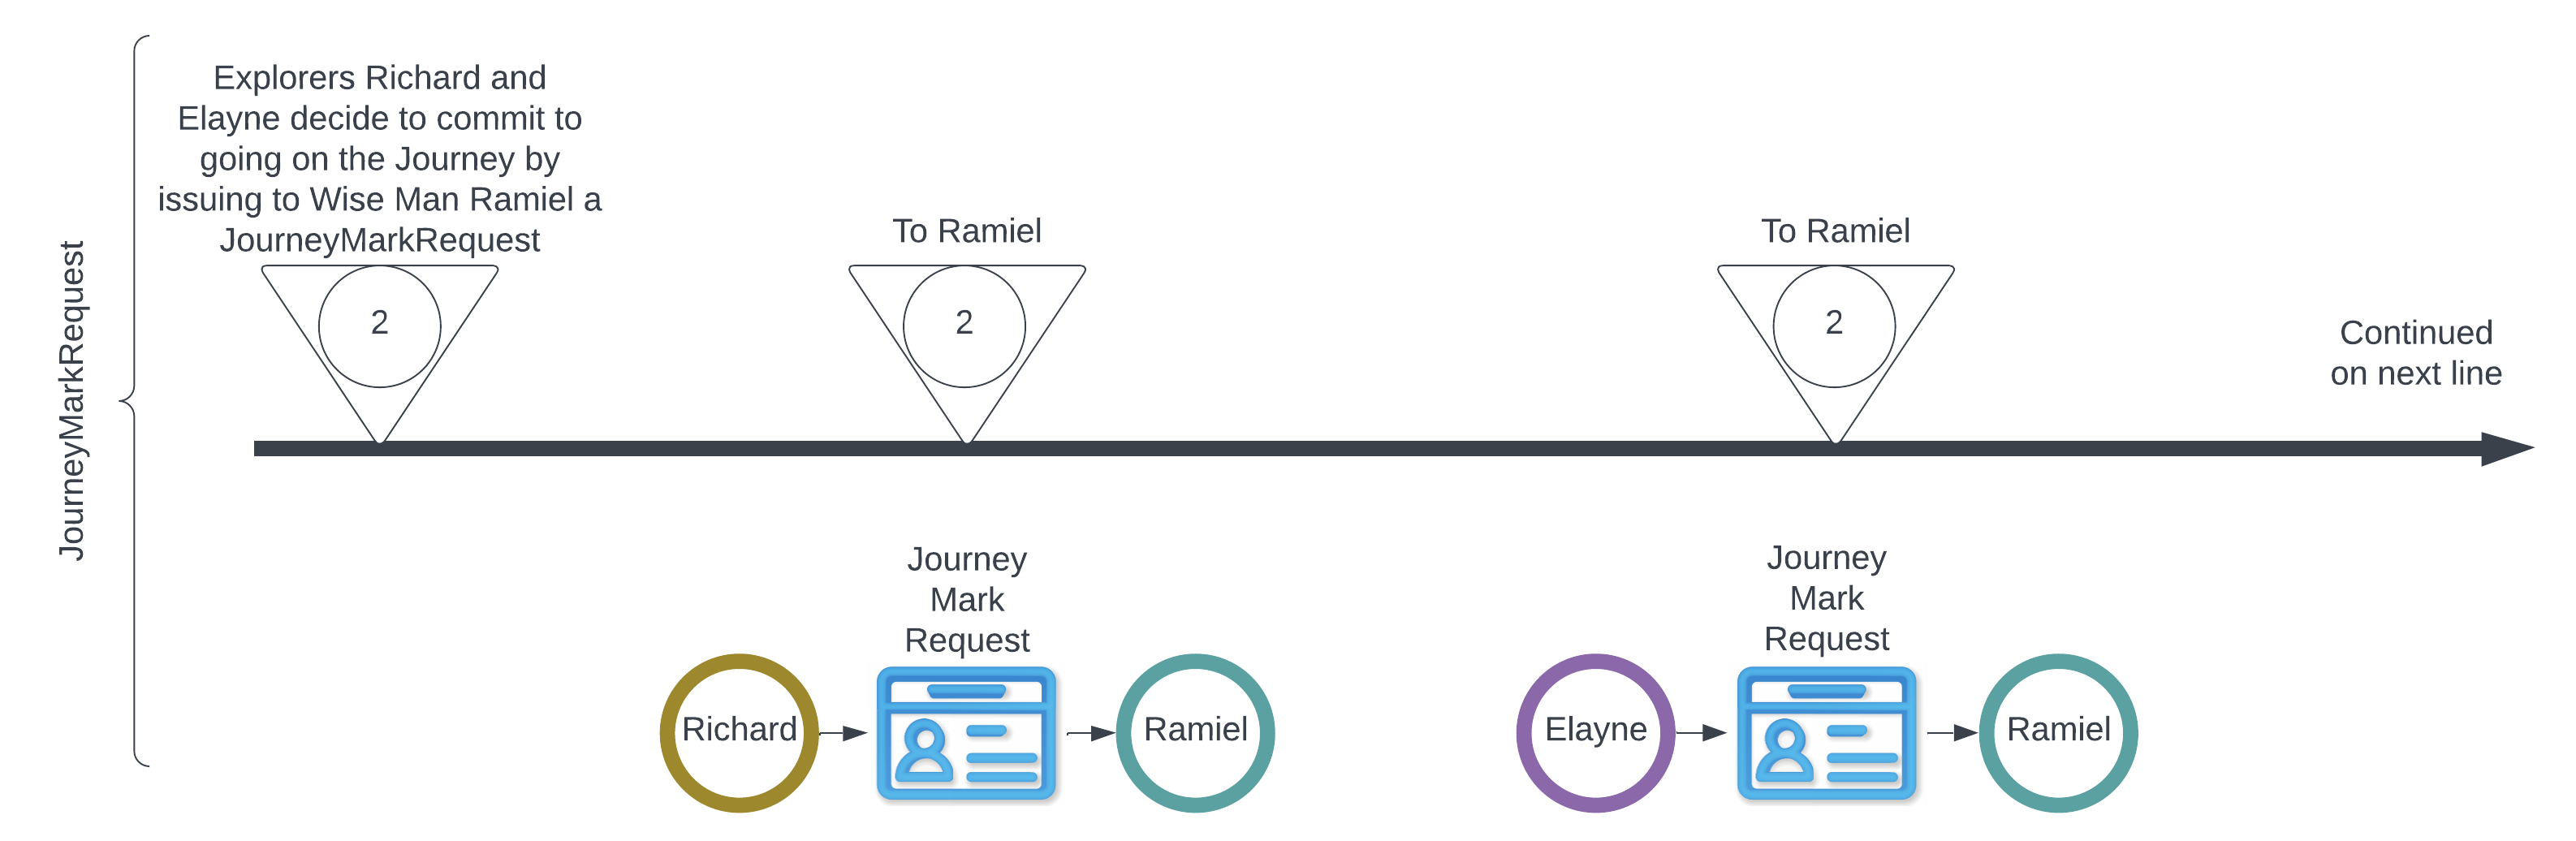 JourneyMarkRequest
Explorers Richard and
Elayne decide to commit to
going on the Journey by
issuing to Wise Man Ramiel a
JourneyMarkRequest
2
To Ramiel
2
To Ramiel
2
Continued
on next line
Journey
Mark
Request
Richard
Ramiel
Journey
Mark
Request
Elayne
Ramiel